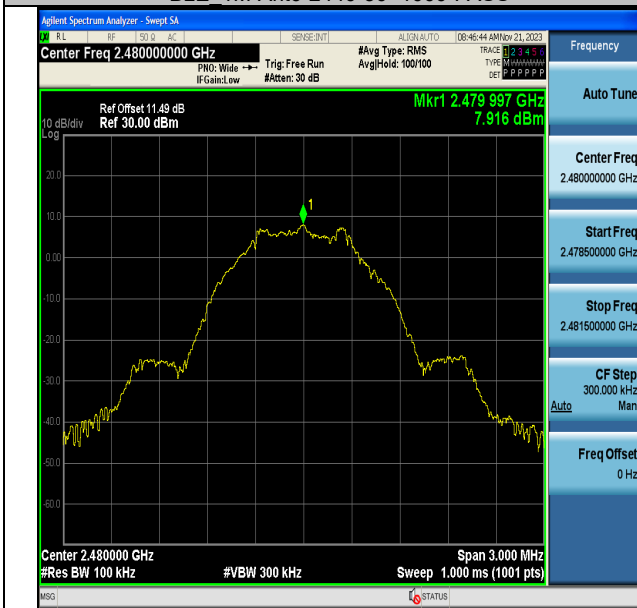 Agilent Spectrum Analyzer - Swept SA
RL RF 50 Ω AC SENSE:INT ALIGN AUTO 08:46:44 AM Nov 21, 2023
Center Freq 2.480000000 GHz
PNO: Wide
IFGain:Low
Trig: Free Run
#Atten: 30 dB
#Avg Type: RMS
Avg|Hold: 100/100
TRACE 1 2 3 4 5 6
TYPE M
DET P P P P P P
Frequency
Ref Offset 11.49 dB
10 dB/div Ref 30.00 dBm
Log
Mkr1 2.479 997 GHz
7.916 dBm
1
20.0
10.0
0.00
-10.0
-20.0
-30.0
-40.0
-50.0
-60.0
Center 2.480000 GHz
Span 3.000 MHz
#Res BW 100 kHz
#VBW 300 kHz
Sweep 1.000 ms (1001 pts)
Auto Tune
Center Freq
2.480000000 GHz
Start Freq
2.478500000 GHz
Stop Freq
2.481500000 GHz
CF Step
300.000 kHz
Auto Man
Freq Offset
0 Hz
MSG STATUS